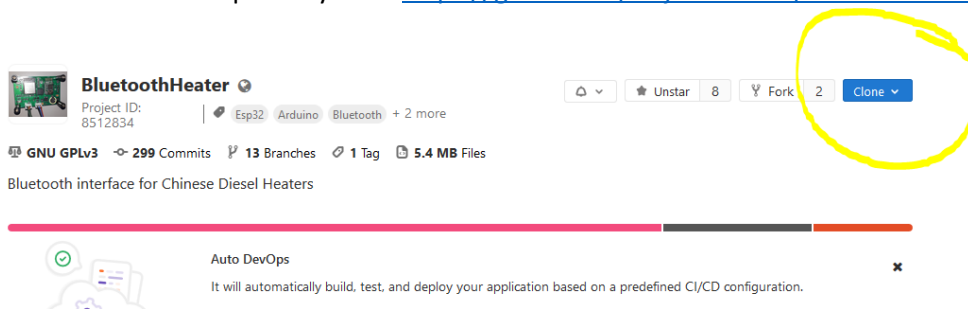 BluetoothHeater
Project ID:
8512834
Esp32 Arduino Bluetooth + 2 more
Unstar 8
Fork 2
Clone
GNU GPLv3 299 Commits 13 Branches 1 Tag 5.4 MB Files
Bluetooth interface for Chinese Diesel Heaters
Auto DevOps
It will automatically build, test, and deploy your application based on a predefined CI/CD configuration.